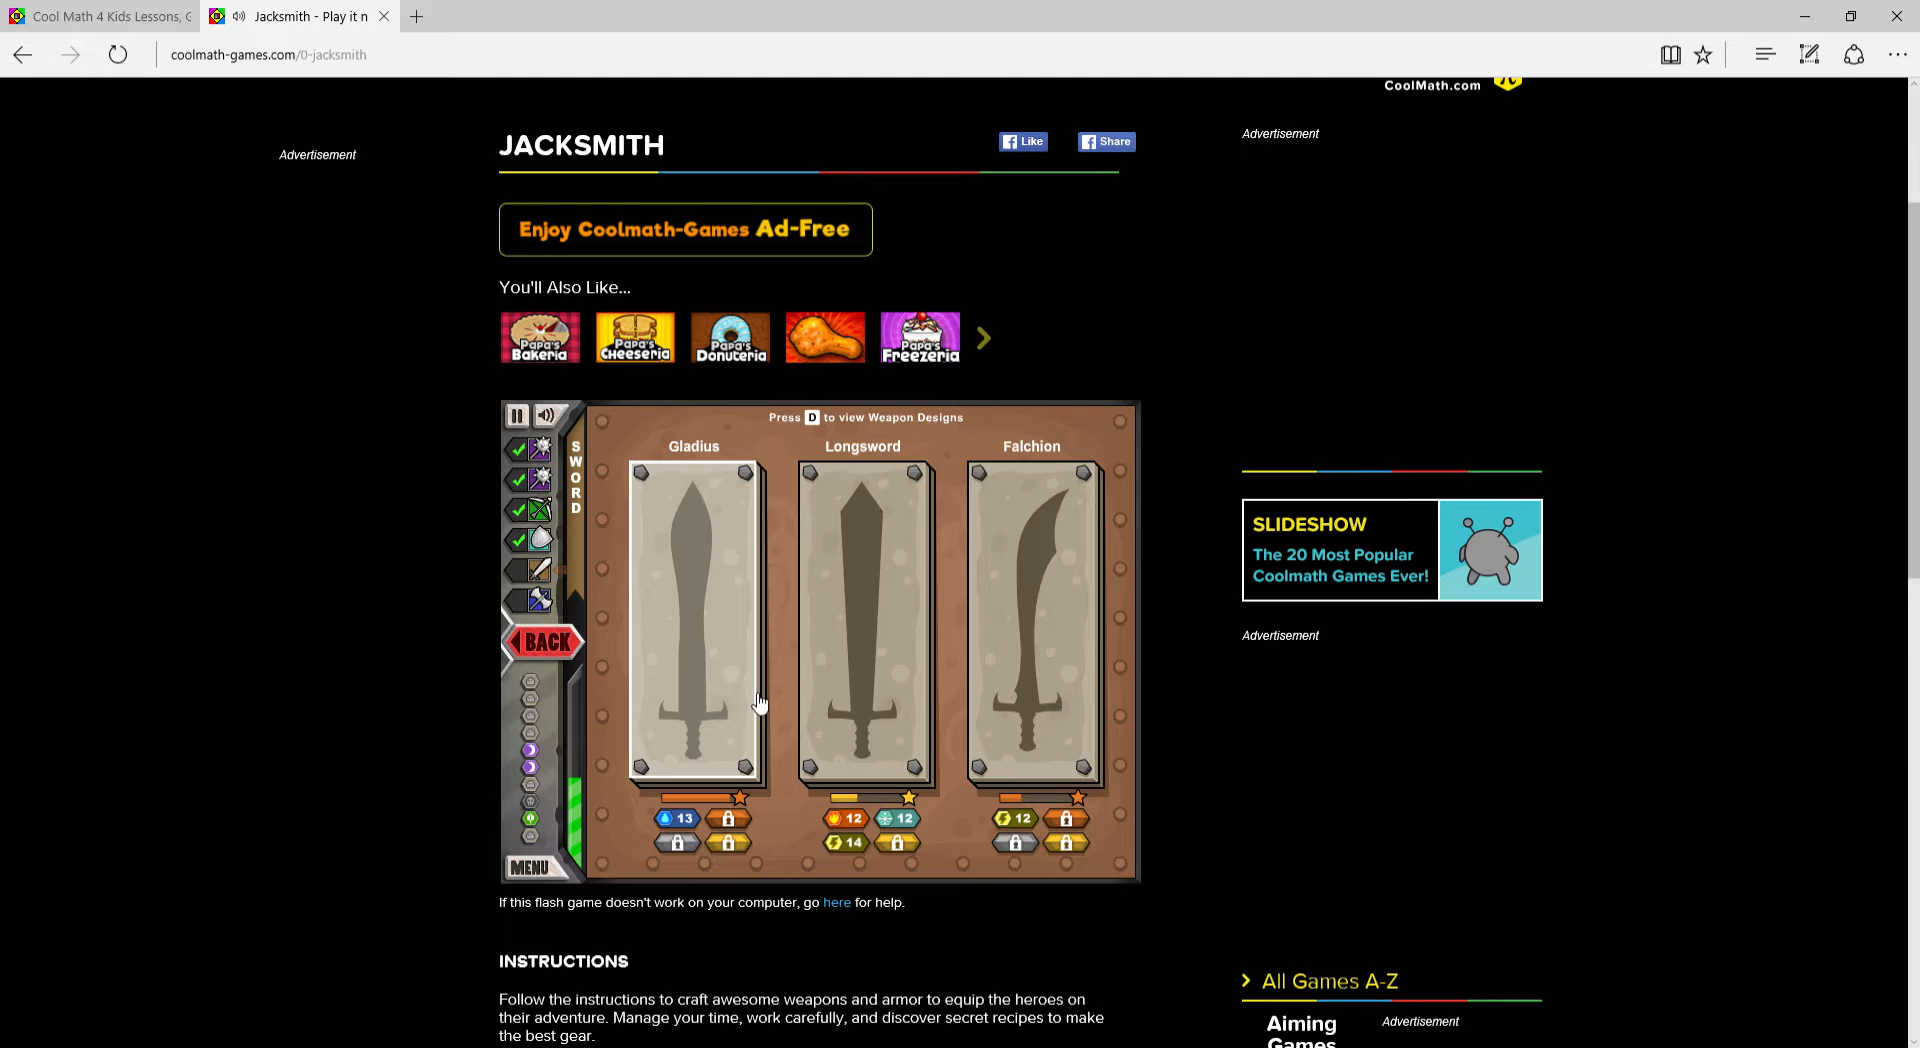 Cool Math 4 Kids Lessons, G
Jacksmith - Play it n
coolmath-games.com/0-jacksmith
CoolMath.com
Advertisement
JACKSMITH
Like
Share
Advertisement
Enjoy Coolmath-Games Ad-Free
You'll Also Like...
PAPA'S Bakeria
PAPA'S CHEESERIA
PAPA'S Donuteria
PAPA'S Freezeria
Press D to view Weapon Designs
SWORD
Gladius
Longsword
Falchion
BACK
13
12
12
12
14
MENU
SLIDESHOW
The 20 Most Popular
Coolmath Games Ever!
Advertisement
If this flash game doesn't work on your computer, go here for help.
INSTRUCTIONS
Follow the instructions to craft awesome weapons and armor to equip the heroes on
their adventure. Manage your time, work carefully, and discover secret recipes to make
the best gear.
All Games A-Z
Aiming
Games
Advertisement